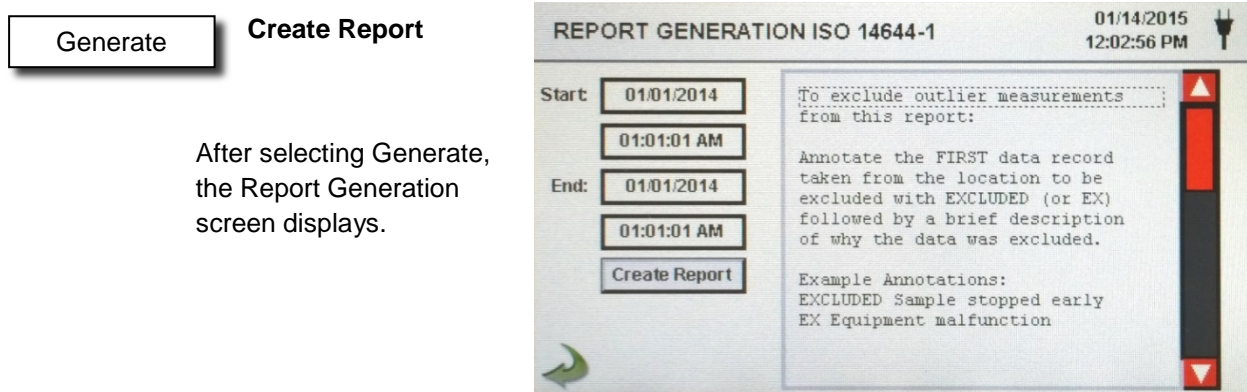 Generate
Create Report
After selecting Generate,
the Report Generation
screen displays.
REPORT GENERATION ISO 14644-1
01/14/2015
12:02:56 PM
Start:
01/01/2014
01:01:01 AM
End:
01/01/2014
01:01:01 AM
Create Report
To exclude outlier measurements
from this report:
Annotate the FIRST data record
taken from the location to be
excluded with EXCLUDED (or EX)
followed by a brief description
of why the data was excluded.
Example Annotations:
EXCLUDED Sample stopped early
EX Equipment malfunction